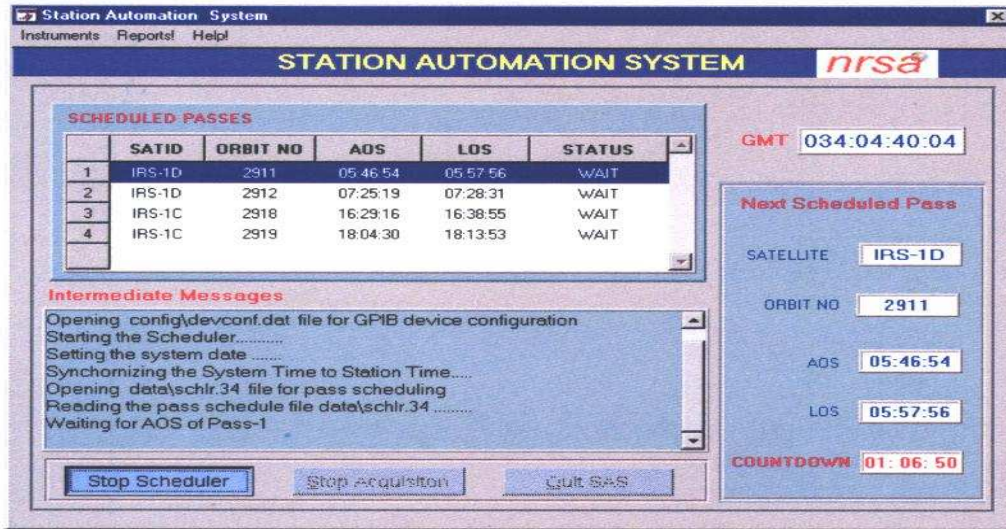 Station Automation System
Instruments Reports! Help!
STATION AUTOMATION SYSTEM nrsa
SCHEDULED PASSES
SATID ORBIT NO AOS LOS STATUS
1 IRS-1D 2911 05:46:54 05:57:56 WAIT
2 IRS-1D 2912 07:25:19 07:28:31 WAIT
3 IRS-1C 2918 16:29:16 16:38:55 WAIT
4 IRS-1C 2919 18:04:30 18:13:53 WAIT
Intermediate Messages
Opening config\devconf.dat file for GPIB device configuration
Starting the Scheduler..........
Setting the system date .......
Synchornizing the System Time to Station Time....
Opening data\schlr.34 file for pass scheduling
Reading the pass schedule file data\schlr.34 .........
Waiting for AOS of Pass-1
Stop Scheduler Stop Acquisiton Quit SAS
GMT 034:04:40:04
Next Scheduled Pass
SATELLITE IRS-1D
ORBIT NO 2911
AOS 05:46:54
LOS 05:57:56
COUNTDOWN 01: 06: 50